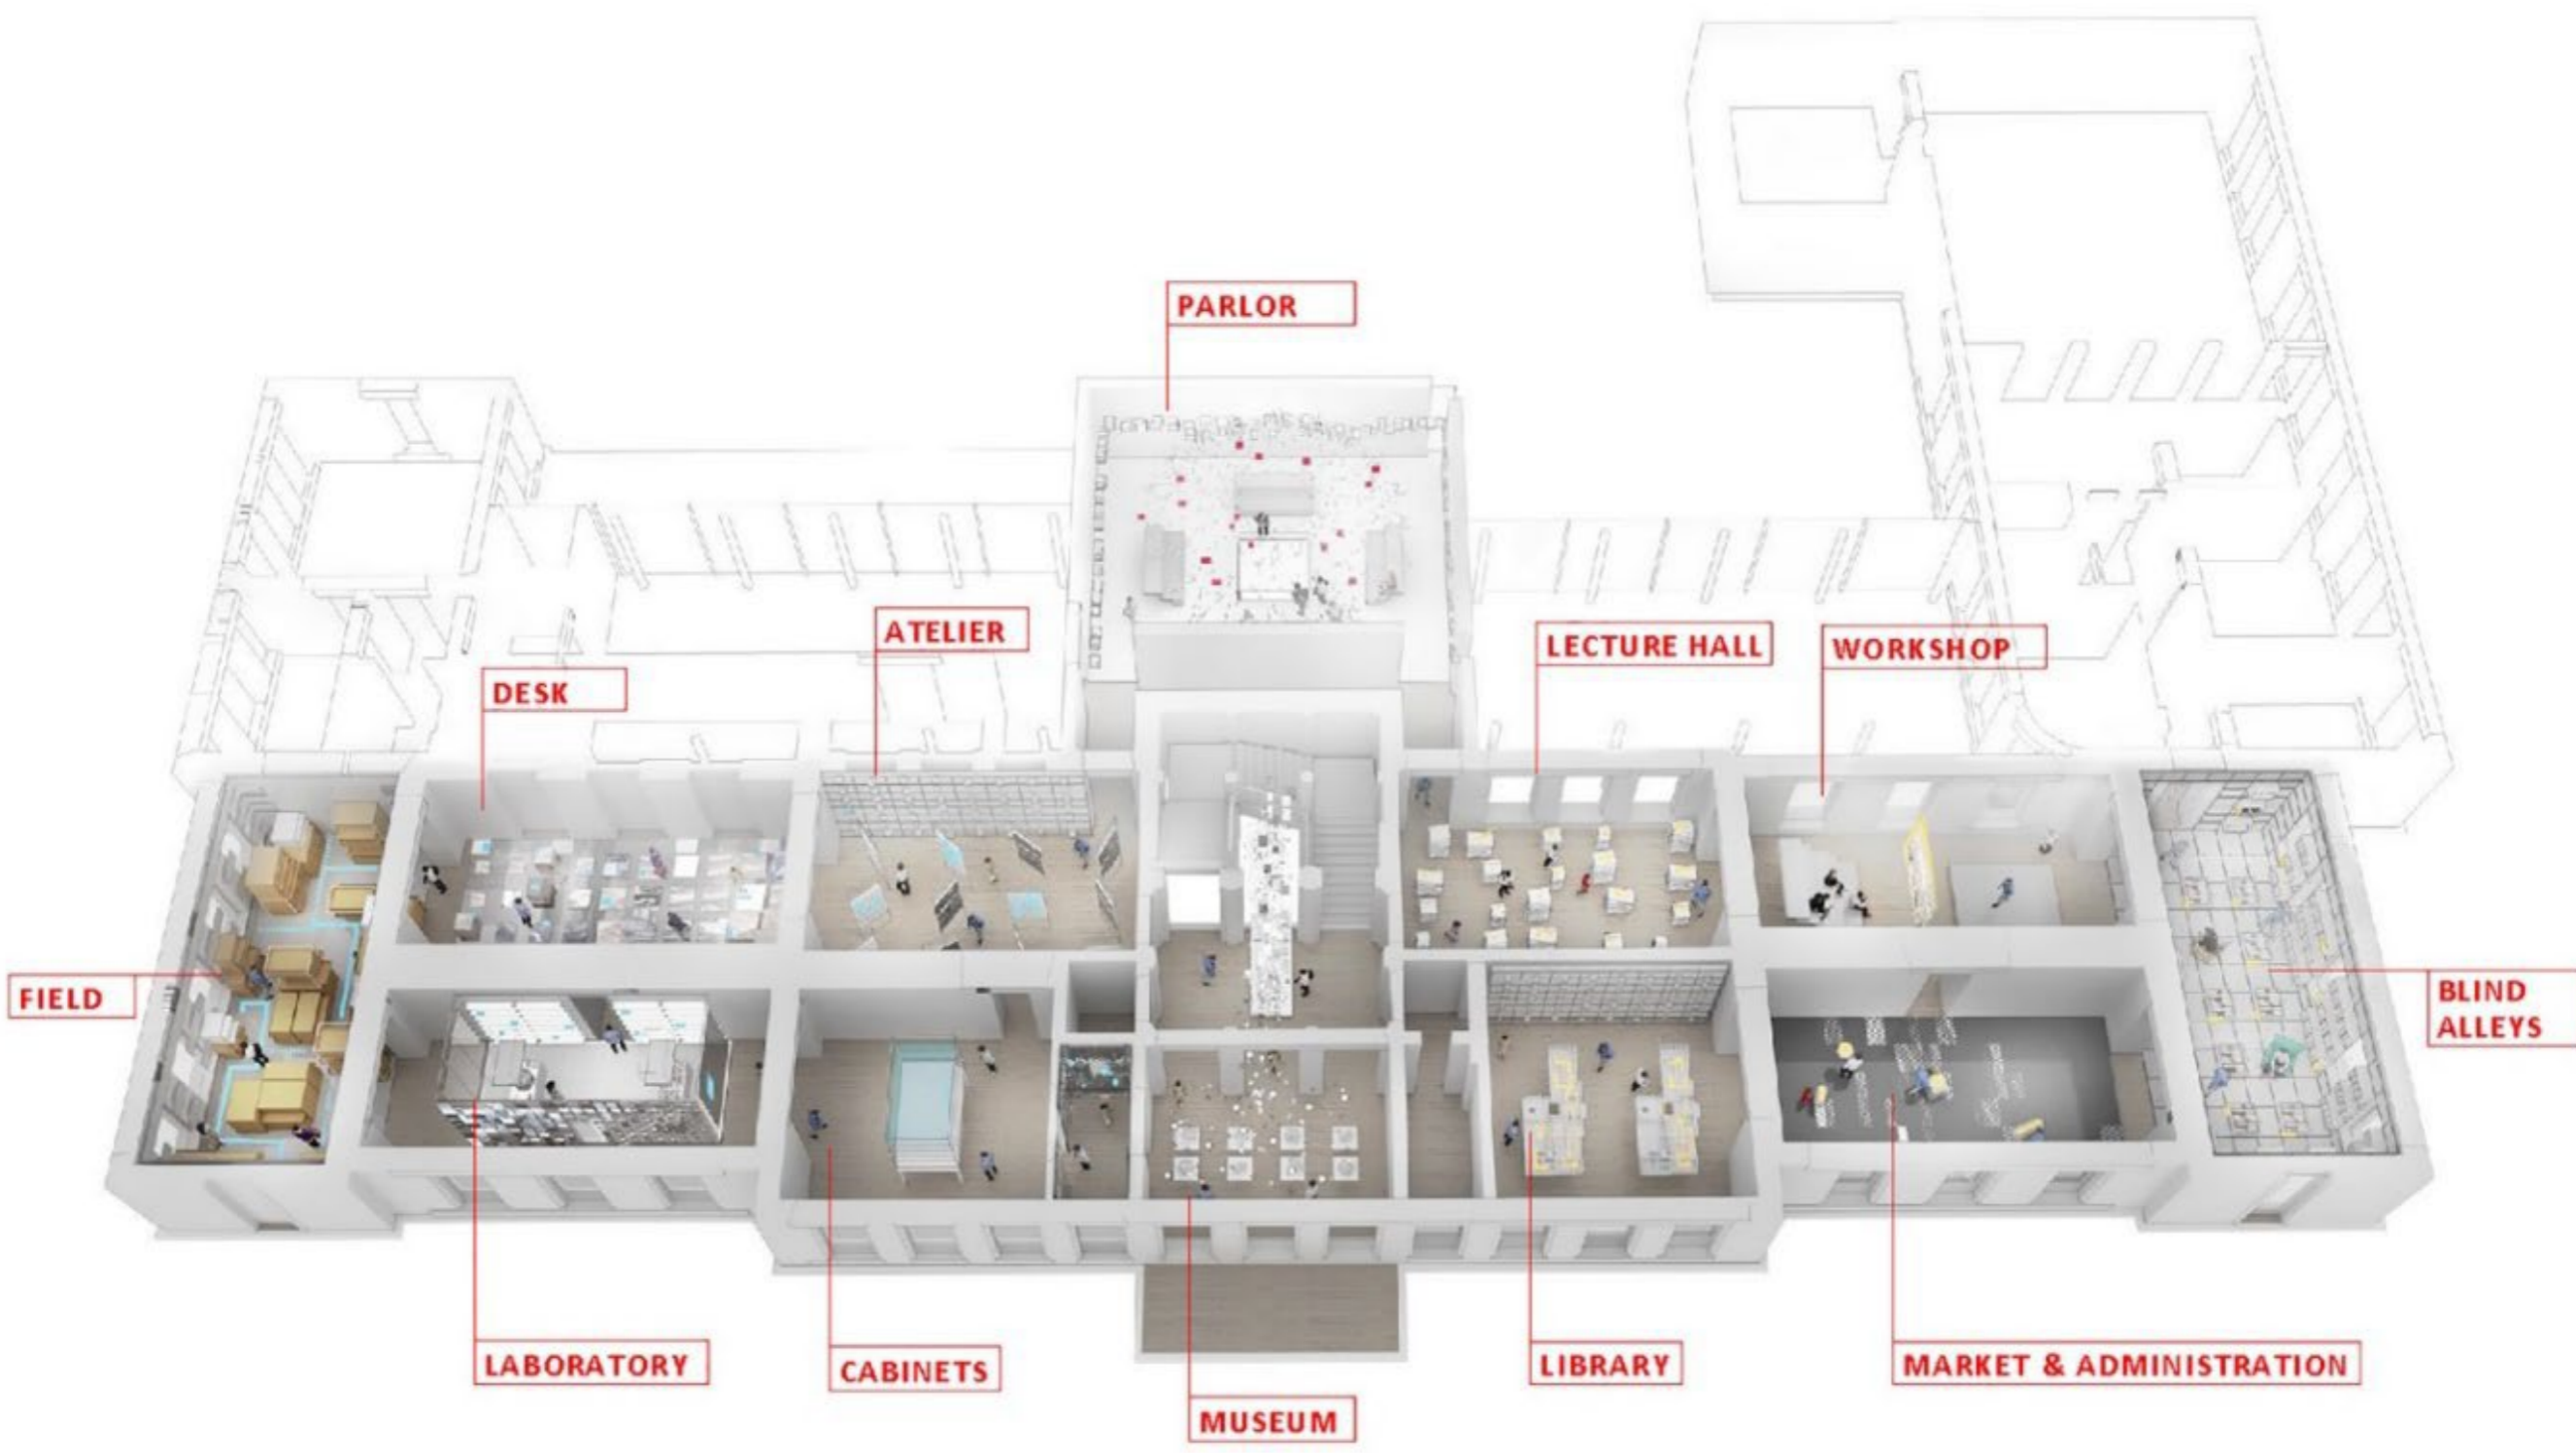 PARLOR
ATELIER
LECTURE HALL
WORKSHOP
DESK
FIELD
BLIND
ALLEYS
LABORATORY
CABINETS
LIBRARY
MARKET & ADMINISTRATION
MUSEUM